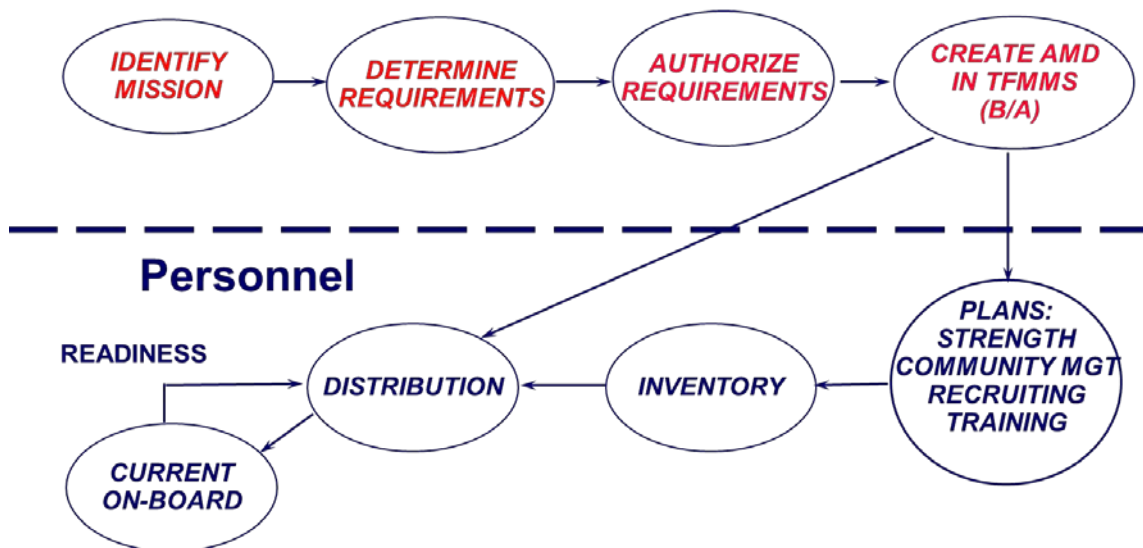 IDENTIFY
MISSION
DETERMINE
REQUIREMENTS
AUTHORIZE
REQUIREMENTS
CREATE AMD
IN TFMMS
(B/A)
Personnel
READINESS
DISTRIBUTION
INVENTORY
PLANS:
STRENGTH
COMMUNITY MGT
RECRUITING
TRAINING
CURRENT
ON-BOARD